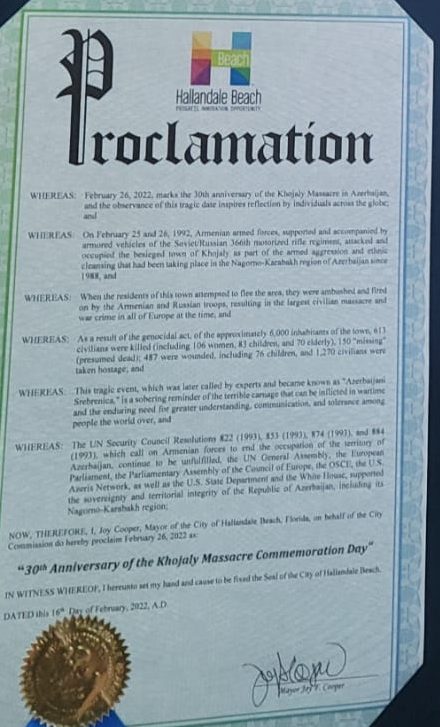 Beach
Hallandale Beach
PROGRESS. INNOVATION. OPPORTUNITY.
Proclamation
WHEREAS: February 26, 2022, marks the 30th anniversary of the Khojaly Massacre in Azerbaijan,
and the observance of this tragic date inspires reflection by individuals across the globe;
and
WHEREAS: On February 25 and 26, 1992, Armenian armed forces, supported and accompanied by
armored vehicles of the Soviet/Russian 366th motorized rifle regiment, attacked and
occupied the besieged town of Khojaly as part of the armed aggression and ethnic
cleansing that had been taking place in the Nagorno-Karabakh region of Azerbaijan since
1988, and
WHEREAS: When the residents of this town attempted to flee the area, they were ambushed and fired
on by the Armenian and Russian troops, resulting in the largest civilian massacre and
war crime in all of Europe at the time, and
WHEREAS: As a result of the genocidal act, of the approximately 6,000 inhabitants of the town, 613
civilians were killed (including 106 women, 83 children, and 70 elderly), 150 "missing"
(presumed dead); 487 were wounded, including 76 children, and 1,270 civilians were
taken hostage; and
WHEREAS: This tragic event, which was later called by experts and became known as "Azerbaijani
Srebrenica," is a sobering reminder of the terrible carnage that can be inflicted in wartime
and the enduring need for greater understanding, communication, and tolerance among
people the world over, and
WHEREAS: The UN Security Council Resolutions 822 (1993), 853 (1993), 874 (1993), and 884
(1993), which call on Armenian forces to end the occupation of the territory of
Azerbaijan, continue to be unfulfilled, the UN General Assembly, the European
Parliament, the Parliamentary Assembly of the Council of Europe, the OSCE, the U.S.
Azeris Network, as well as the U.S. State Department and the White House, supported
the sovereignty and territorial integrity of the Republic of Azerbaijan, including its
Nagorno-Karabakh region;
NOW, THEREFORE, I, Joy Cooper, Mayor of the City of Hallandale Beach, Florida, on behalf of the City
Commission do hereby proclaim February 26, 2022 as:
"30th Anniversary of the Khojaly Massacre Commemoration Day"
IN WITNESS WHEREOF, I hereunto set my hand and cause to be fixed the Seal of the City of Hallandale Beach.
DATED this 16th Day of February, 2022, A.D.
Mayor Joy F. Cooper